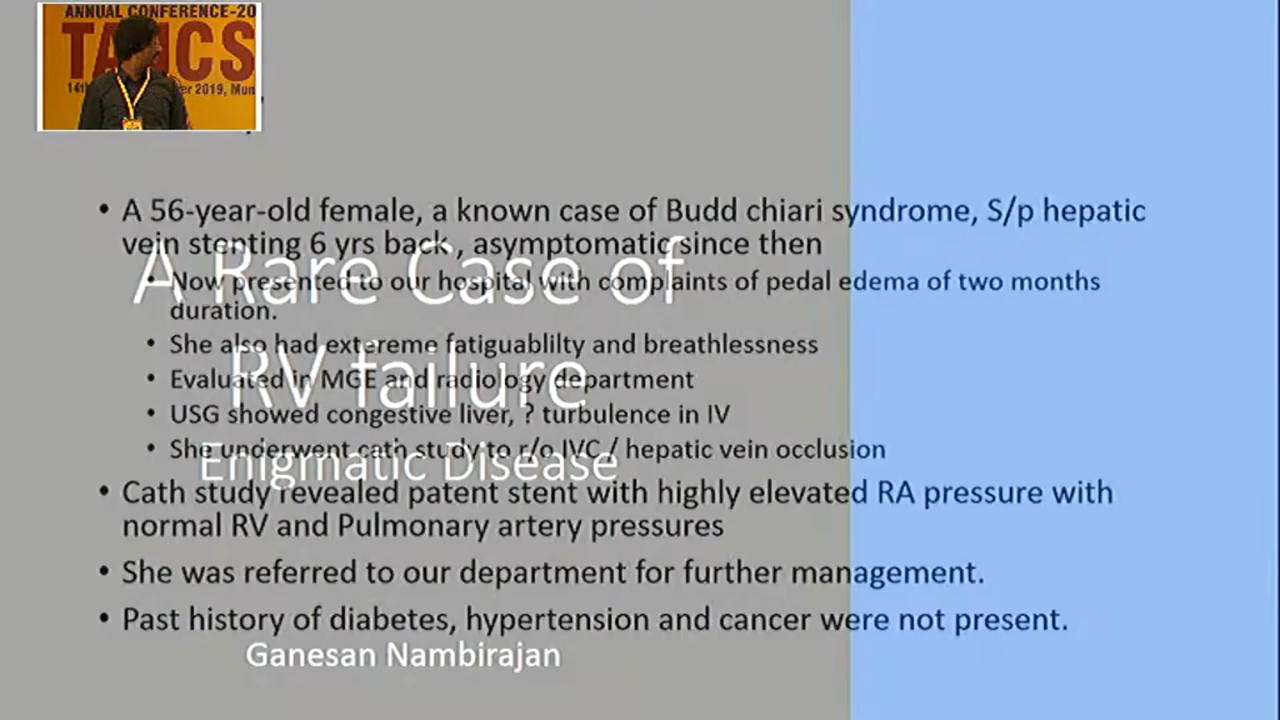 ANNUAL CONFERENCE-20
14th 2019, Mum
A 56-year-old female, a known case of Budd chiari syndrome, S/p hepatic
vein stenting 6 yrs back , asymptomatic since then
Now presented to our hospital with complaints of pedal edema of two months
duration.
She also had extereme fatiguablilty and breathlessness
Evaluated in MGE and radiology department
USG showed congestive liver, ? turbulence in IV
She underwent cath study to r/o IVC / hepatic vein occlusion
Cath study revealed patent stent with highly elevated RA pressure with
normal RV and Pulmonary artery pressures
She was referred to our department for further management.
Past history of diabetes, hypertension and cancer were not present.
A Rare Case of
RV failure
Enigmatic Disease
Ganesan Nambirajan